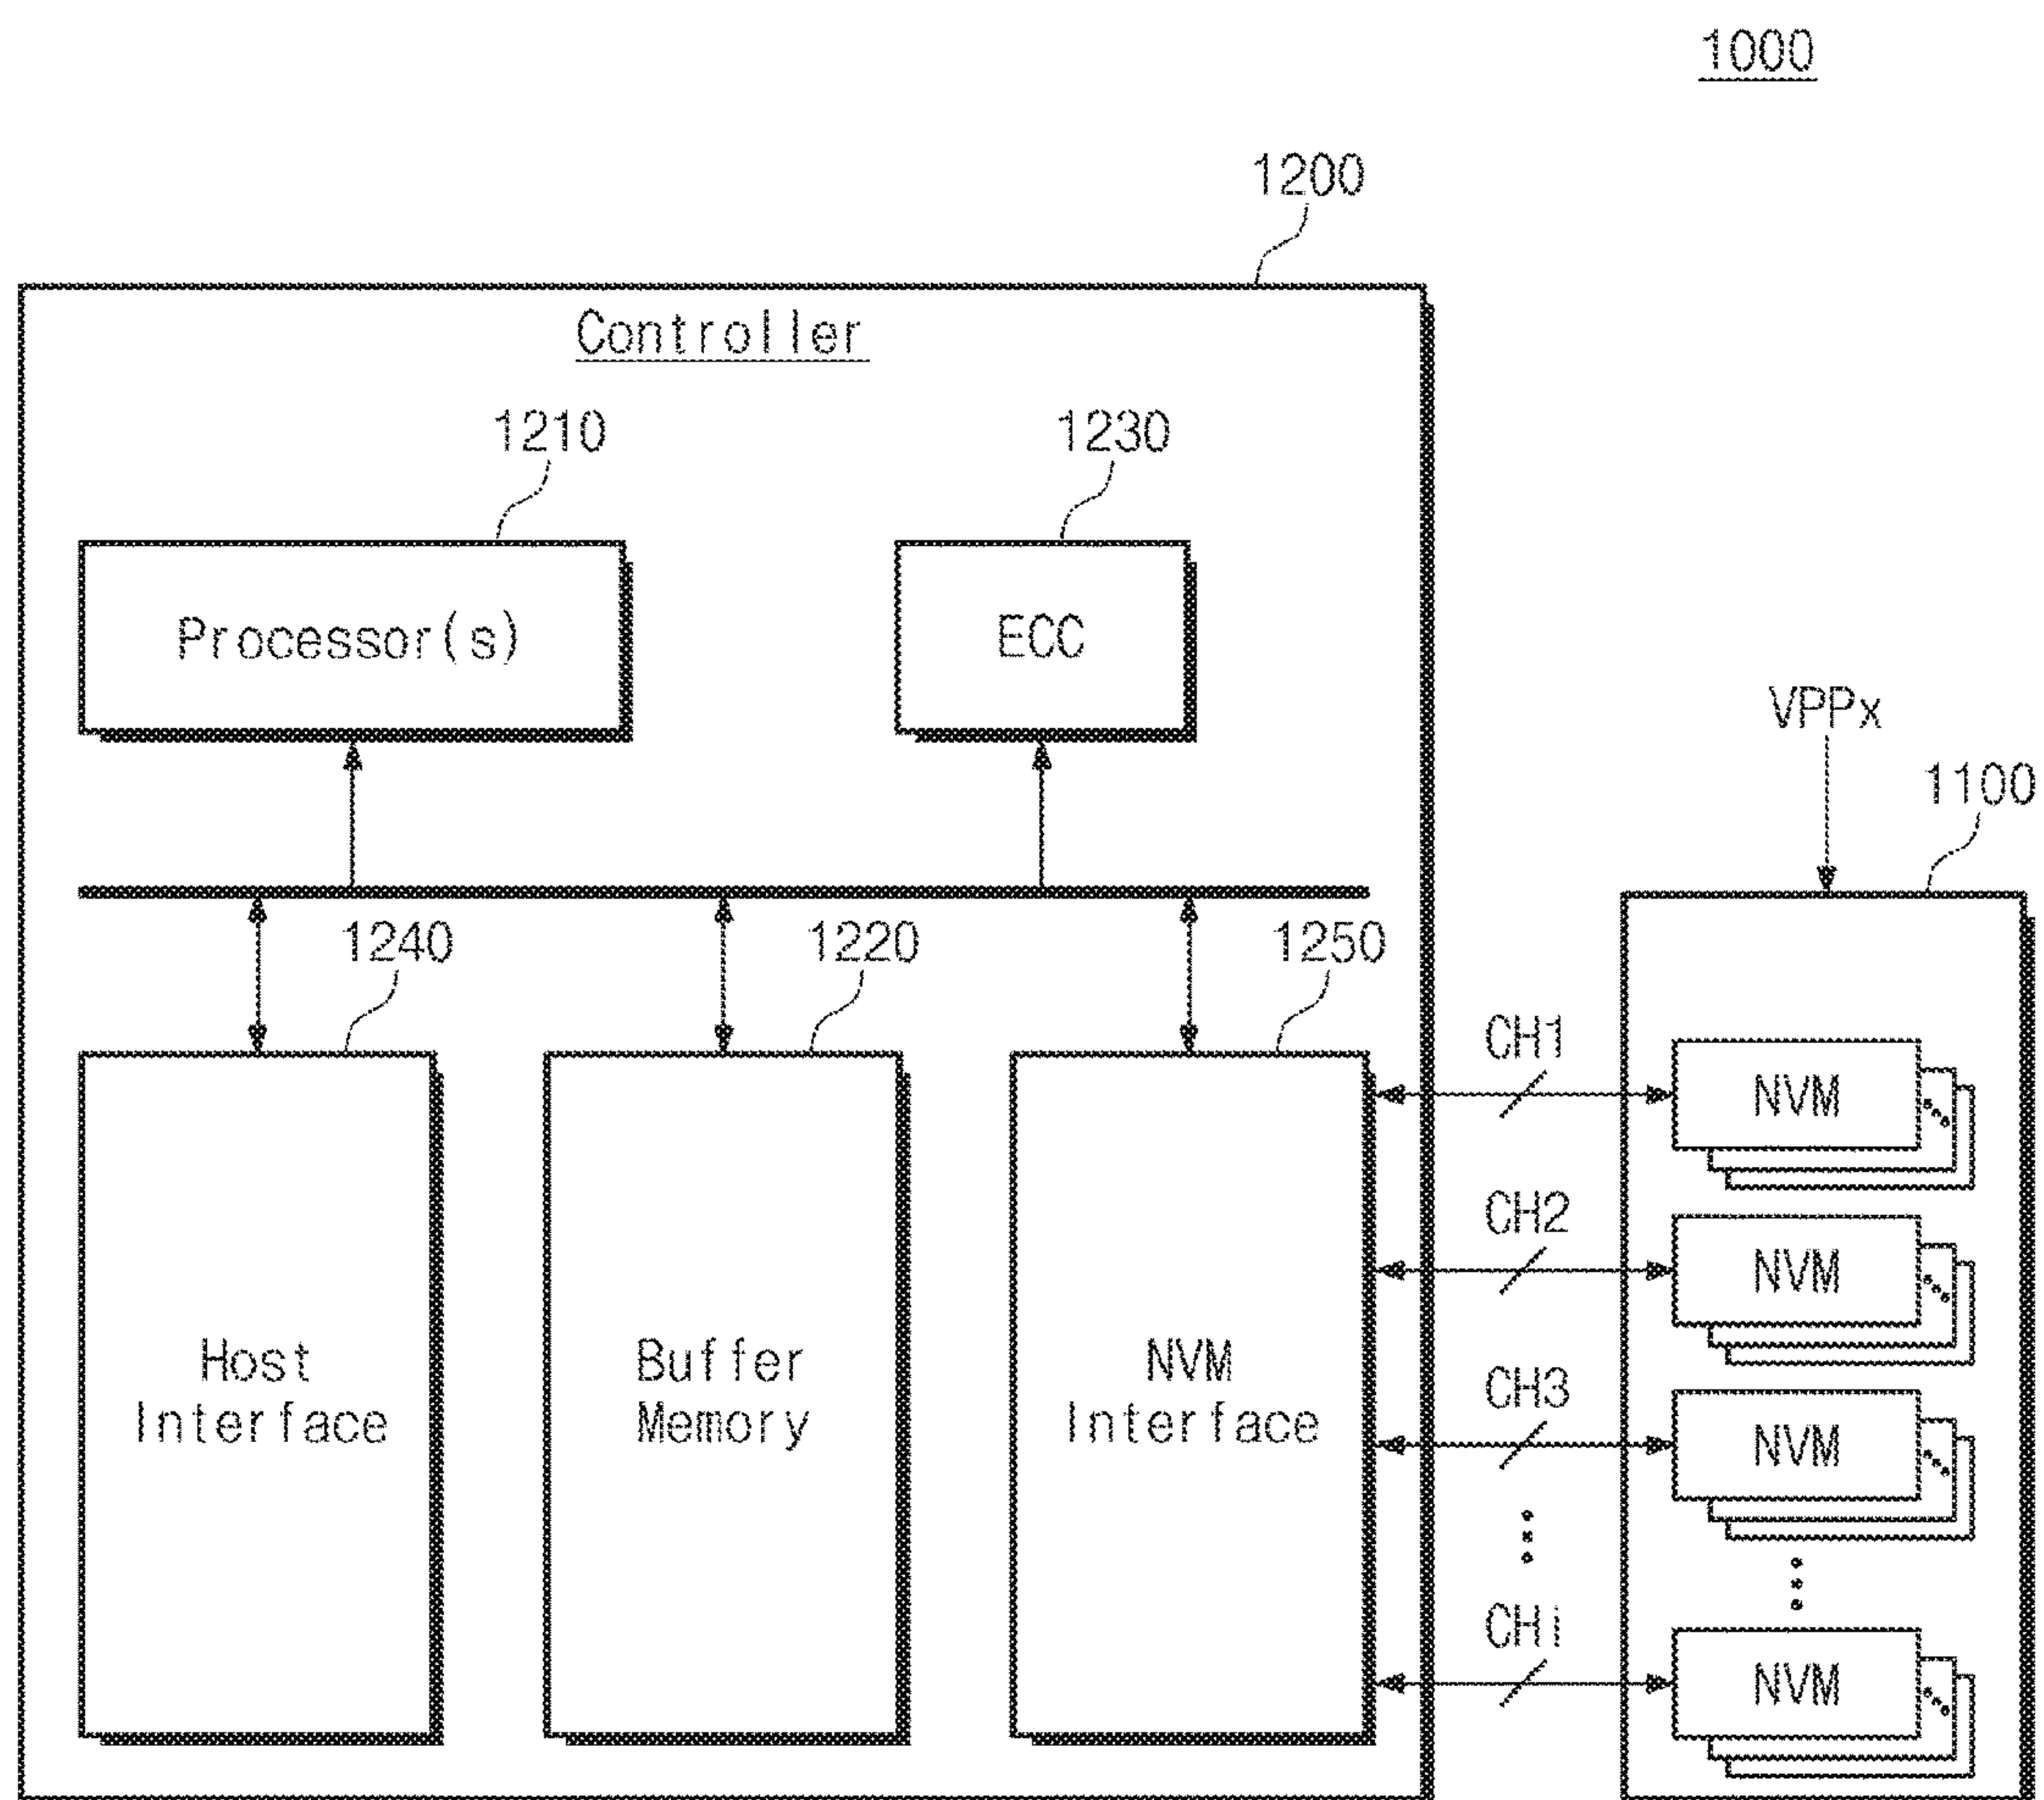 1000
1200
Controller
1210
1230
Processor(s)
ECC
VPPx
1100
1240
1220
1250
CH1
NVM
CH2
NVM
Host
Interface
Buffer
Memory
NVM
Interface
CH3
NVM
CHi
NVM